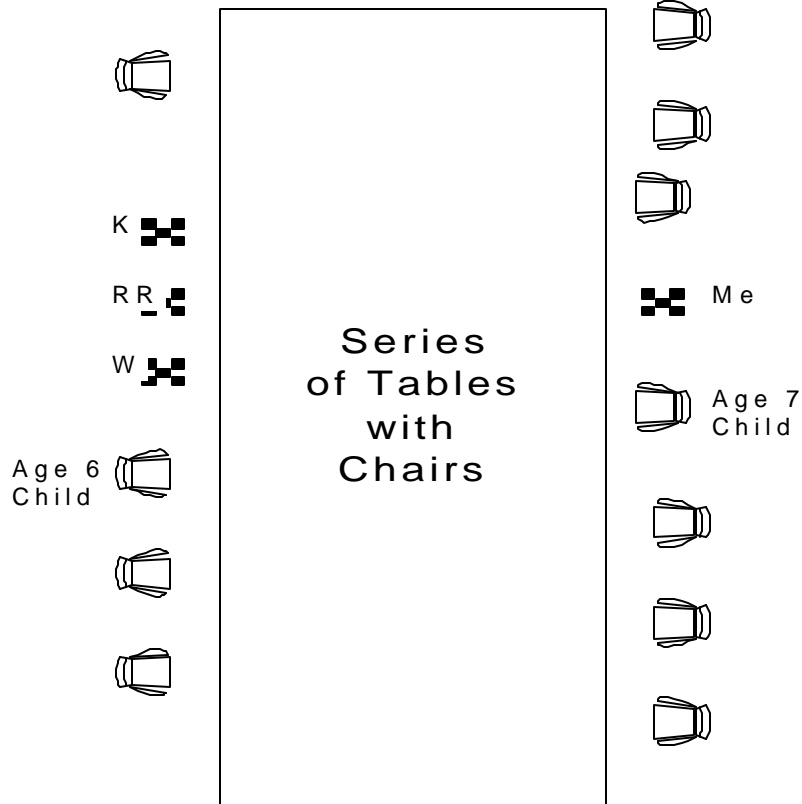 K
RR
Me
Series
of Tables
with
Chairs
W
Age 7
Child
Age 6
Child